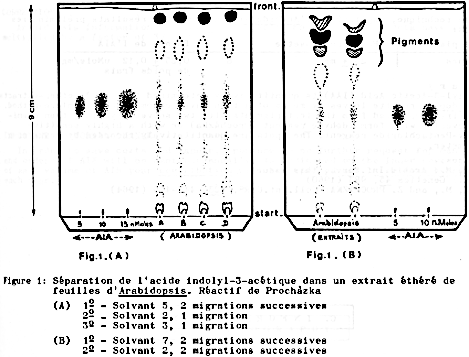 front.
front
Pigments
9 cm
start.
5 10 15 nMoles A B C. D
Arabidopsis 5 10 nMoles
AIA (ARABIDOPSIS)
(EXTRAITS) AIA
Fig.1.(A)
Fig.1.(B)
Figure 1: Séparation de l'acide indolyl-3-acétique dans un extrait éthéré de
feuilles d'Arabidopsis. Réactif de Procházka
(A) 1º - Solvant 5, 2 migrations successives
2º - Solvant 2, 1 migration
3º - Solvant 3, 1 migration
(B) 1º - Solvant 7, 2 migrations successives
2º - Solvant 2, 2 migrations successives